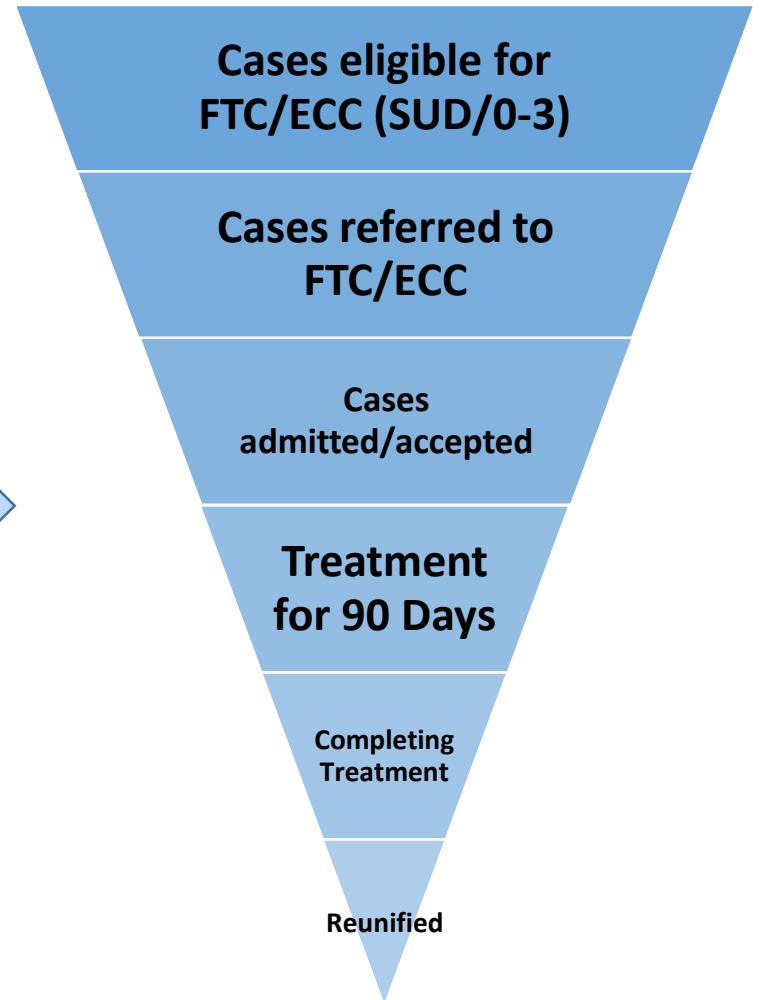 Cases eligible for
FTC/ECC (SUD/0-3)
Cases referred to
FTC/ECC
Cases
admitted/accepted
Treatment
for 90 Days
Completing
Treatment
Reunified